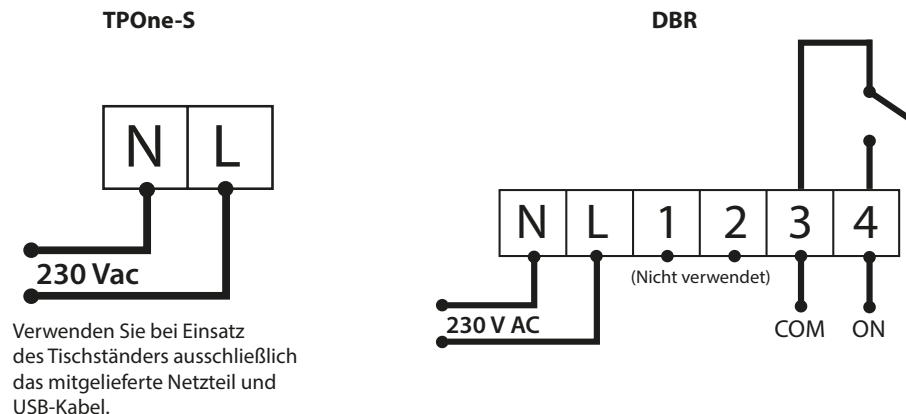 TPOne-S
N L
230 Vac
Verwenden Sie bei Einsatz
des Tischständers ausschließlich
das mitgelieferte Netzteil und
USB-Kabel.
DBR
N L 1 2 3 4
(Nicht verwendet)
230 V AC
COM ON